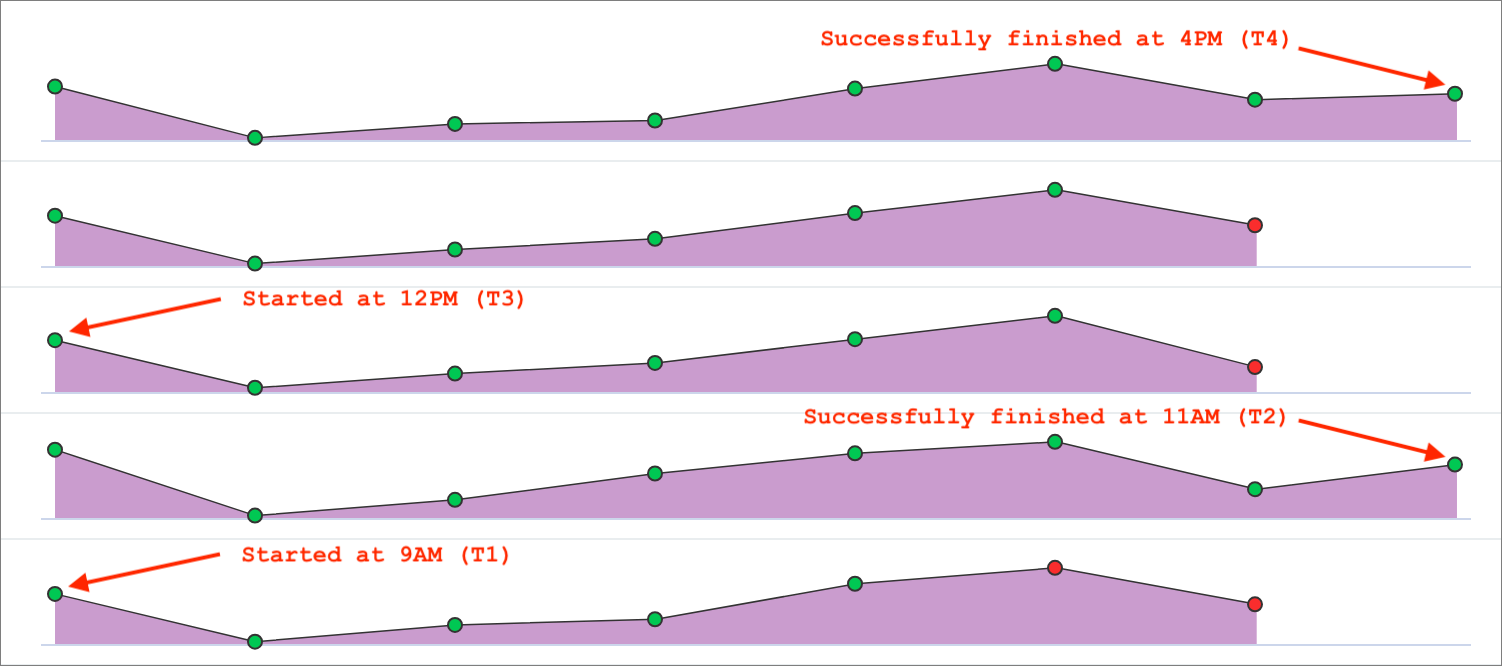 Successfully finished at 4PM (T4)
Started at 12PM (T3)
Successfully finished at 11AM (T2)
Started at 9AM (T1)